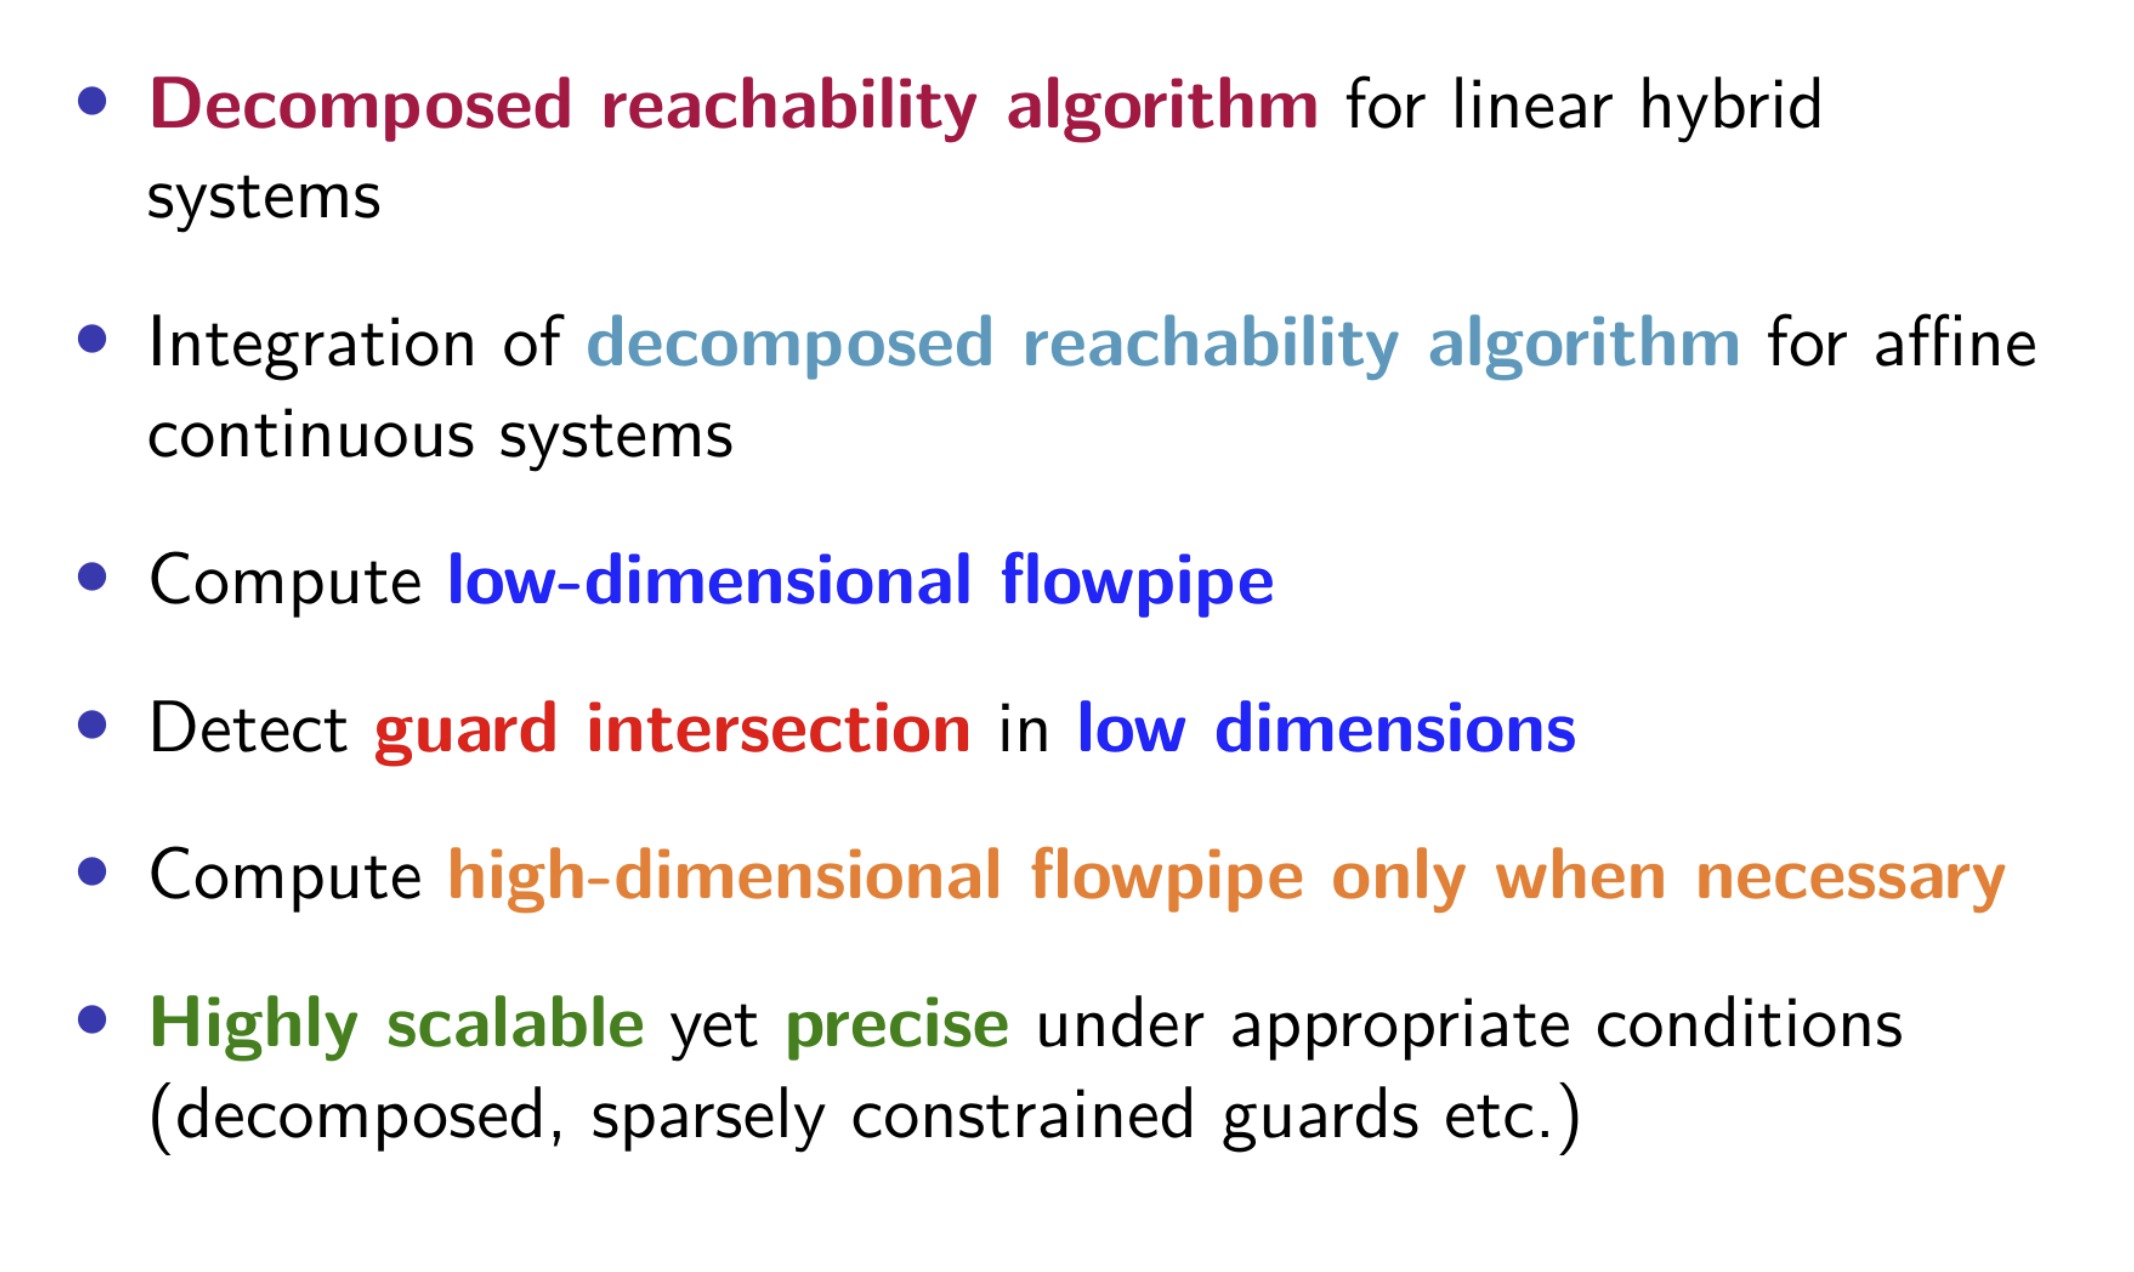 • Decomposed reachability algorithm for linear hybrid
systems
• Integration of decomposed reachability algorithm for affine
continuous systems
• Compute low-dimensional flowpipe
• Detect guard intersection in low dimensions
• Compute high-dimensional flowpipe only when necessary
• Highly scalable yet precise under appropriate conditions
(decomposed, sparsely constrained guards etc.)